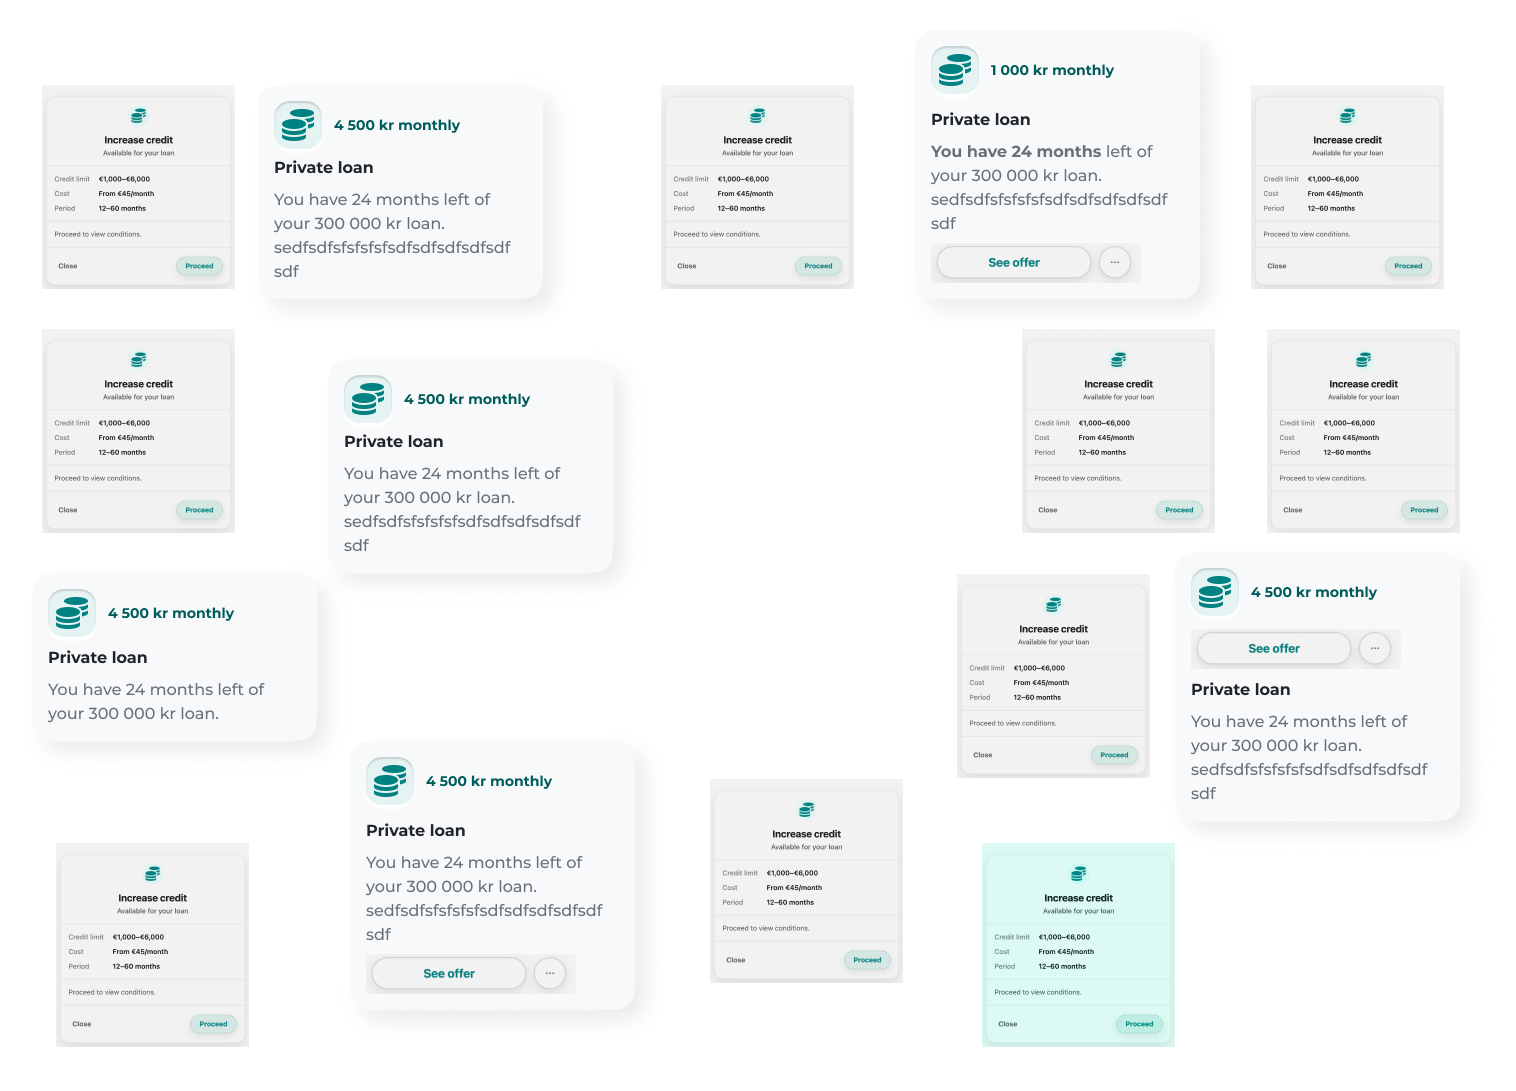 Increase credit
Available for your loan
Credit limit €1,000–€6,000
Cost From €45/month
Period 12–60 months
Proceed to view conditions.
Close Proceed
4 500 kr monthly
Private loan
You have 24 months left of
your 300 000 kr loan.
sedfsdfsfsfsfsfsdfsdfsdfsdfsdf
sdf
Increase credit
Available for your loan
Credit limit €1,000–€6,000
Cost From €45/month
Period 12–60 months
Proceed to view conditions.
Close Proceed
1 000 kr monthly
Private loan
You have 24 months left of
your 300 000 kr loan.
sedfsdfsfsfsfsfsdfsdfsdfsdfsdf
sdf
See offer ...
Increase credit
Available for your loan
Credit limit €1,000–€6,000
Cost From €45/month
Period 12–60 months
Proceed to view conditions.
Close Proceed
Increase credit
Available for your loan
Credit limit €1,000–€6,000
Cost From €45/month
Period 12–60 months
Proceed to view conditions.
Close Proceed
4 500 kr monthly
Private loan
You have 24 months left of
your 300 000 kr loan.
sedfsdfsfsfsfsfsdfsdfsdfsdfsdf
sdf
Increase credit
Available for your loan
Credit limit €1,000–€6,000
Cost From €45/month
Period 12–60 months
Proceed to view conditions.
Close Proceed
Increase credit
Available for your loan
Credit limit €1,000–€6,000
Cost From €45/month
Period 12–60 months
Proceed to view conditions.
Close Proceed
4 500 kr monthly
Private loan
You have 24 months left of
your 300 000 kr loan.
Increase credit
Available for your loan
Credit limit €1,000–€6,000
Cost From €45/month
Period 12–60 months
Proceed to view conditions.
Close Proceed
4 500 kr monthly
See offer ...
Private loan
You have 24 months left of
your 300 000 kr loan.
sedfsdfsfsfsfsfsdfsdfsdfsdfsdf
sdf
Increase credit
Available for your loan
Credit limit €1,000–€6,000
Cost From €45/month
Period 12–60 months
Proceed to view conditions.
Close Proceed
4 500 kr monthly
Private loan
You have 24 months left of
your 300 000 kr loan.
sedfsdfsfsfsfsfsdfsdfsdfsdfsdf
sdf
See offer ...
Increase credit
Available for your loan
Credit limit €1,000–€6,000
Cost From €45/month
Period 12–60 months
Proceed to view conditions.
Close Proceed
Increase credit
Available for your loan
Credit limit €1,000–€6,000
Cost From €45/month
Period 12–60 months
Proceed to view conditions.
Close Proceed